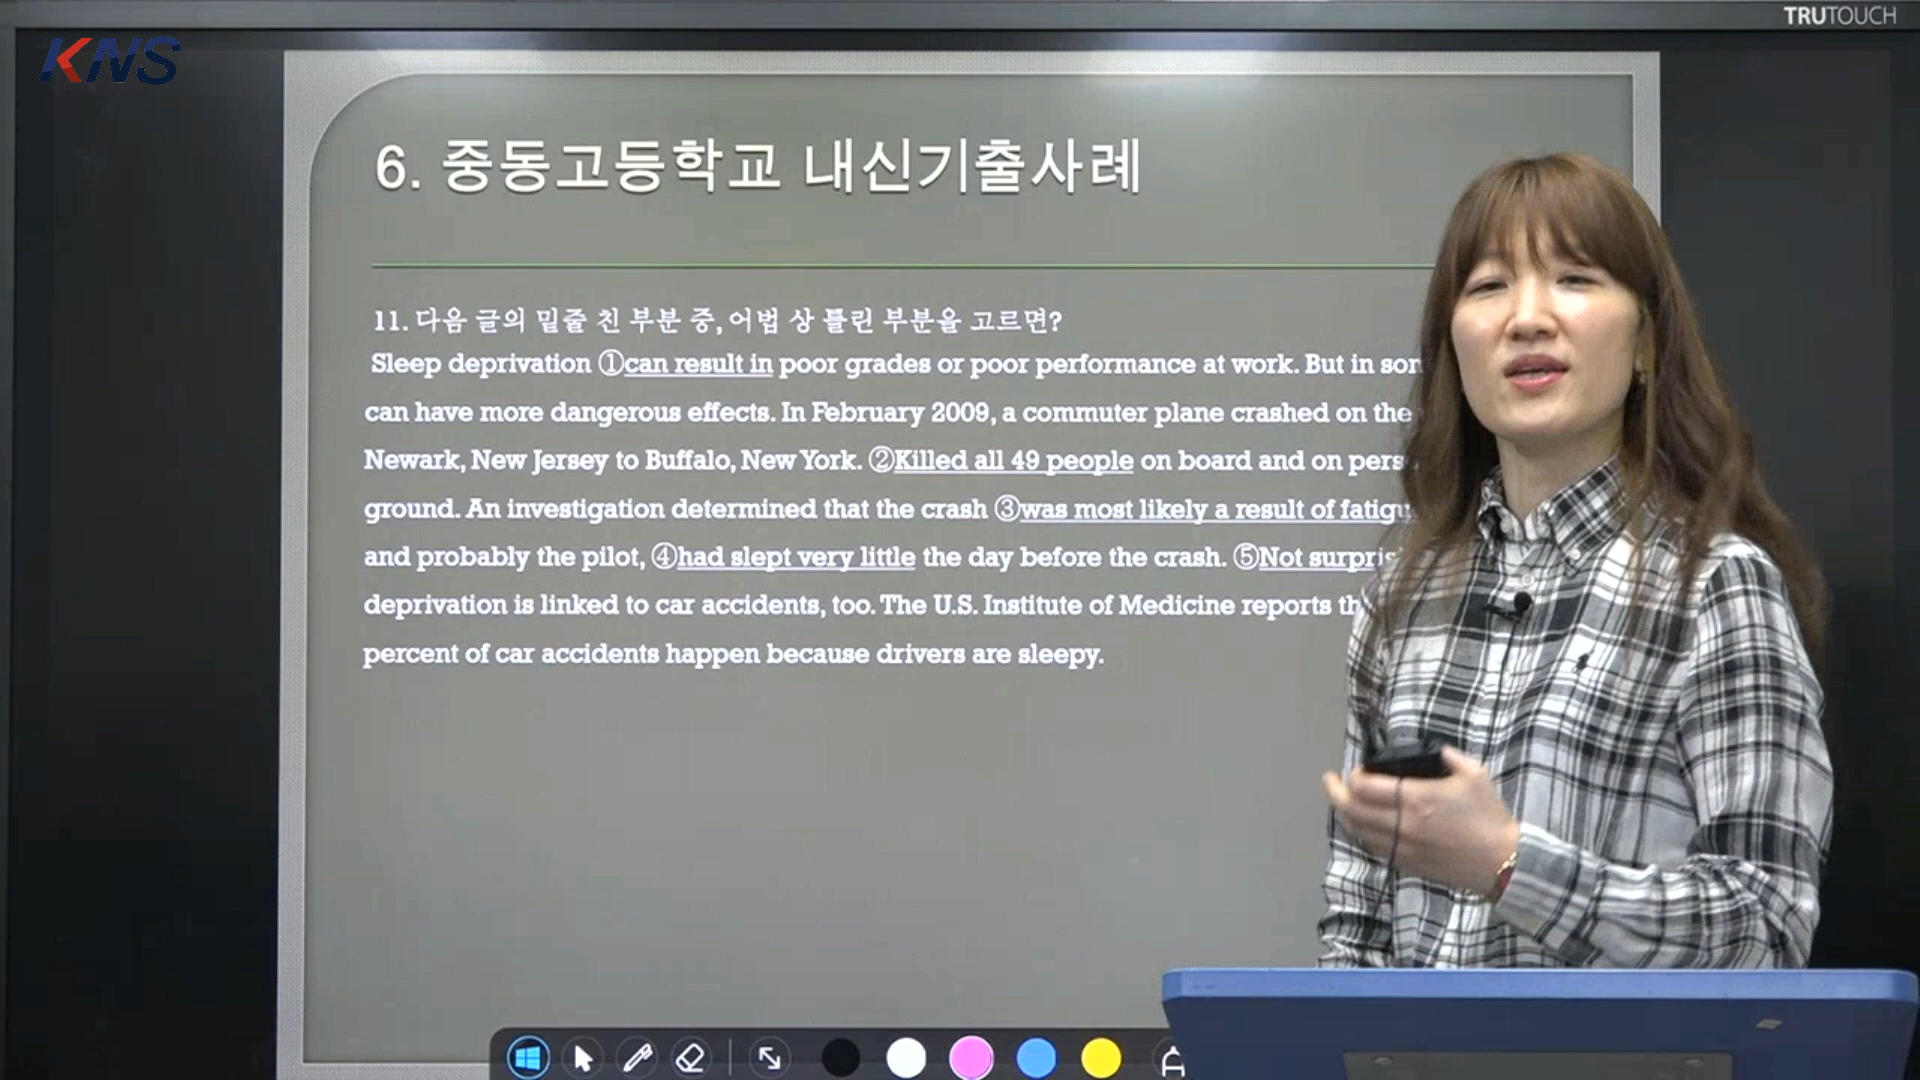 TRUTOUCH
KNS
6. 중동고등학교 내신기출사례
11. 다음 글의 밑줄 친 부분 중, 어법 상 틀린 부분을 고르면?
Sleep deprivation ①can result in poor grades or poor performance at work. But in
can have more dangerous effects. In February 2009, a commuter plane crashed on the
Newark, New Jersey to Buffalo, New York. ②Killed all 49 people on board and on
ground. An investigation determined that the crash ③was most likely a result of
and probably the pilot, ④had slept very little the day before the crash. ⑤Not
deprivation is linked to car accidents, too. The U.S. Institute of Medicine reports
percent of car accidents happen because drivers are sleepy.